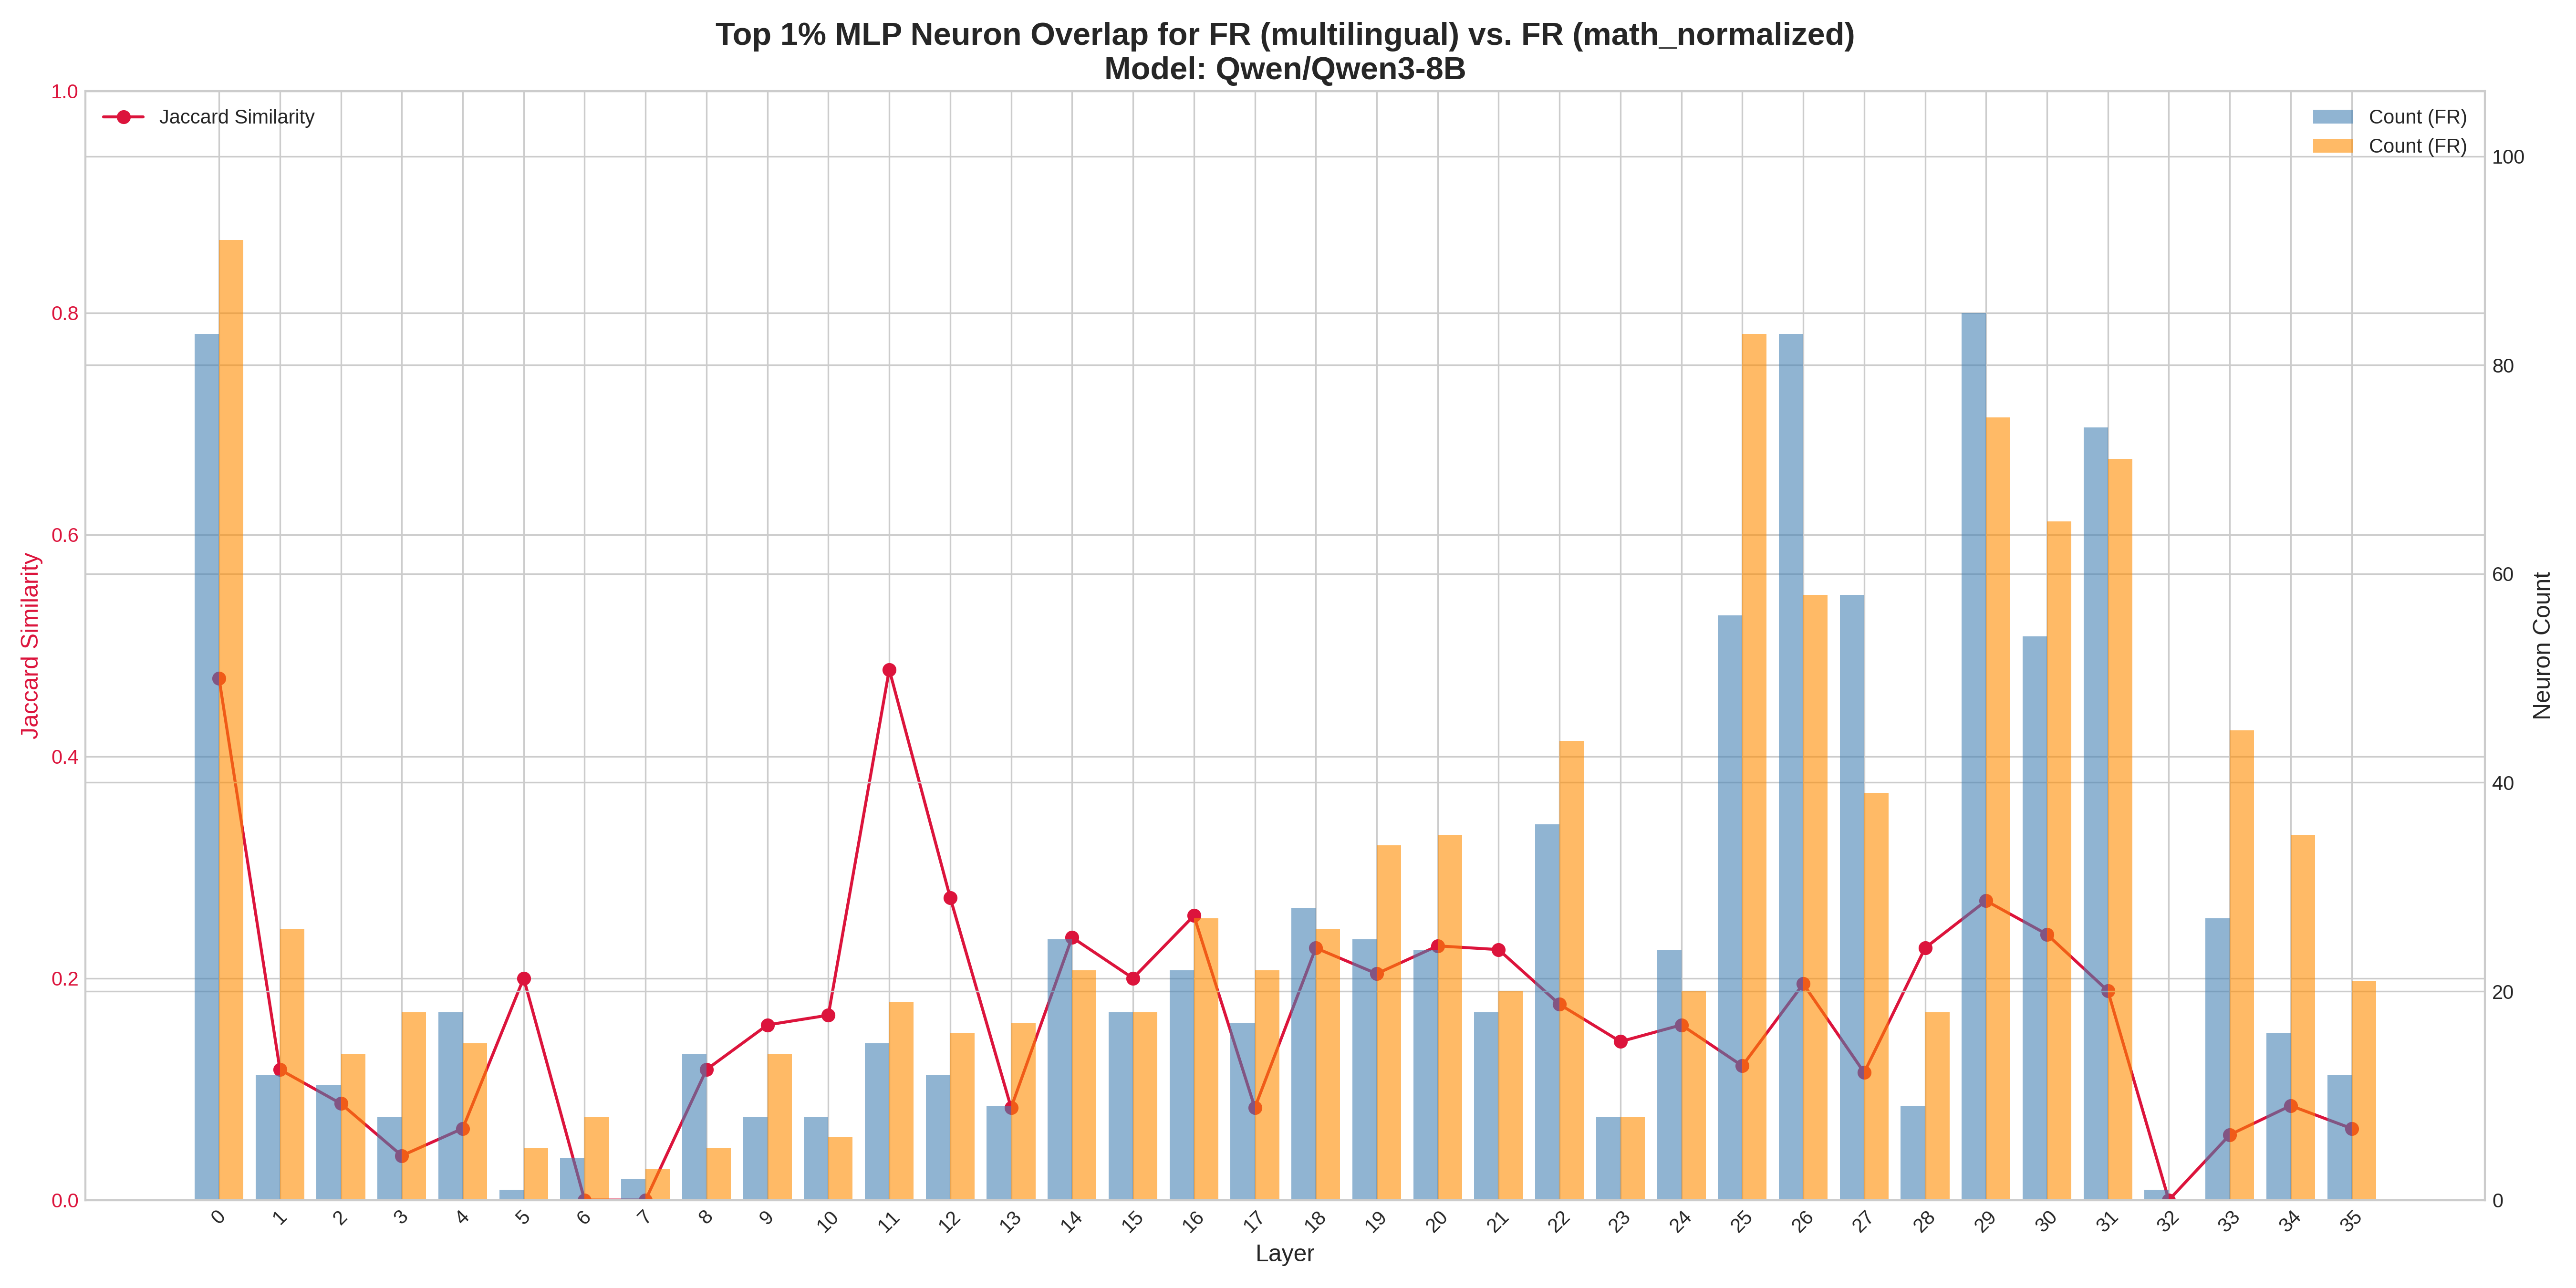 Top 1% MLP Neuron Overlap for FR (multilingual) vs. FR (math_normalized)
Model: Qwen/Qwen3-8B
Jaccard Similarity
Count (FR)
Count (FR)
Jaccard Similarity
1.0
0.8
0.6
0.4
0.2
0.0
Neuron Count
100
80
60
40
20
0
0 1 2 3 4 5 6 7 8 9 10 11 12 13 14 15 16 17 18 19 20 21 22 23 24 25 26 27 28 29 30 31 32 33 34 35
Layer